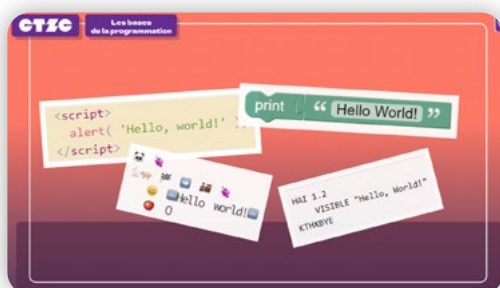 CTZC
Les bases
de la programmation
<script>
alert( 'Hello, world!' );
</script>
print “ Hello World! ”
🐼 🦄
Hello world!
0
HAI 1.2
VISIBLE "Hello, World!"
KTHXBYE